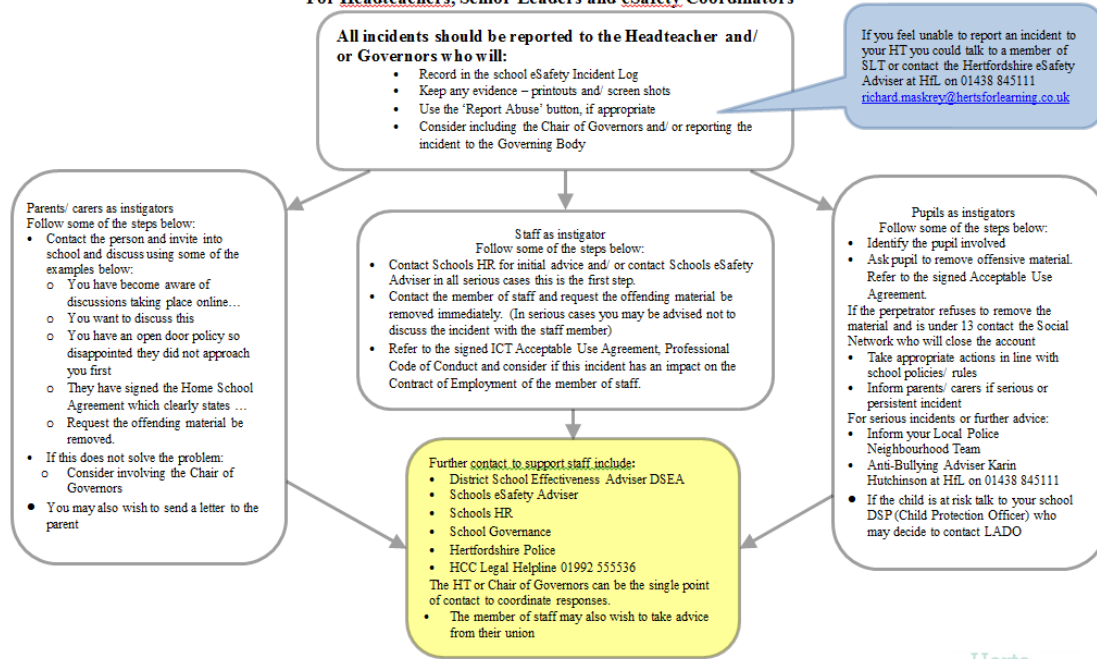 For Headteachers, Senior Leaders and eSafety Coordinators
All incidents should be reported to the Headteacher and/
or Governors who will:
• Record in the school eSafety Incident Log
• Keep any evidence – printouts and/ screen shots
• Use the ‘Report Abuse’ button, if appropriate
• Consider including the Chair of Governors and/ or reporting the
incident to the Governing Body
If you feel unable to report an incident to
your HT you could talk to a member of
SLT or contact the Hertfordshire eSafety
Adviser at HfL on 01438 845111
richard.maskrey@hertsforlearning.co.uk
Parents/ carers as instigators
Follow some of the steps below:
• Contact the person and invite into
school and discuss using some of the
examples below:
o You have become aware of
discussions taking place online…
o You want to discuss this
o You have an open door policy so
disappointed they did not approach
you first
o They have signed the Home School
Agreement which clearly states …
o Request the offending material be
removed.
• If this does not solve the problem:
o Consider involving the Chair of
Governors
• You may also wish to send a letter to the
parent
Staff as instigator
Follow some of the steps below:
• Contact Schools HR for initial advice and/ or contact Schools eSafety
Adviser in all serious cases this is the first step.
• Contact the member of staff and request the offending material be
removed immediately. (In serious cases you may be advised not to
discuss the incident with the staff member)
• Refer to the signed ICT Acceptable Use Agreement, Professional
Code of Conduct and consider if this incident has an impact on the
Contract of Employment of the member of staff.
Pupils as instigators
Follow some of the steps below:
• Identify the pupil involved
• Ask pupil to remove offensive material.
Refer to the signed Acceptable Use
Agreement.
If the perpetrator refuses to remove the
material and is under 13 contact the Social
Network who will close the account
• Take appropriate actions in line with
school policies/ rules
• Inform parents/ carers if serious or
persistent incident
For serious incidents or further advice:
• Inform your Local Police
Neighbourhood Team
• Anti-Bullying Adviser Karin
Hutchinson at HfL on 01438 845111
• If the child is at risk talk to your school
DSP (Child Protection Officer) who
may decide to contact LADO
Further contact to support staff include:
• District School Effectiveness Adviser DSEA
• Schools eSafety Adviser
• Schools HR
• School Governance
• Hertfordshire Police
• HCC Legal Helpline 01992 555536
The HT or Chair of Governors can be the single point
of contact to coordinate responses.
• The member of staff may also wish to take advice
from their union
Herts